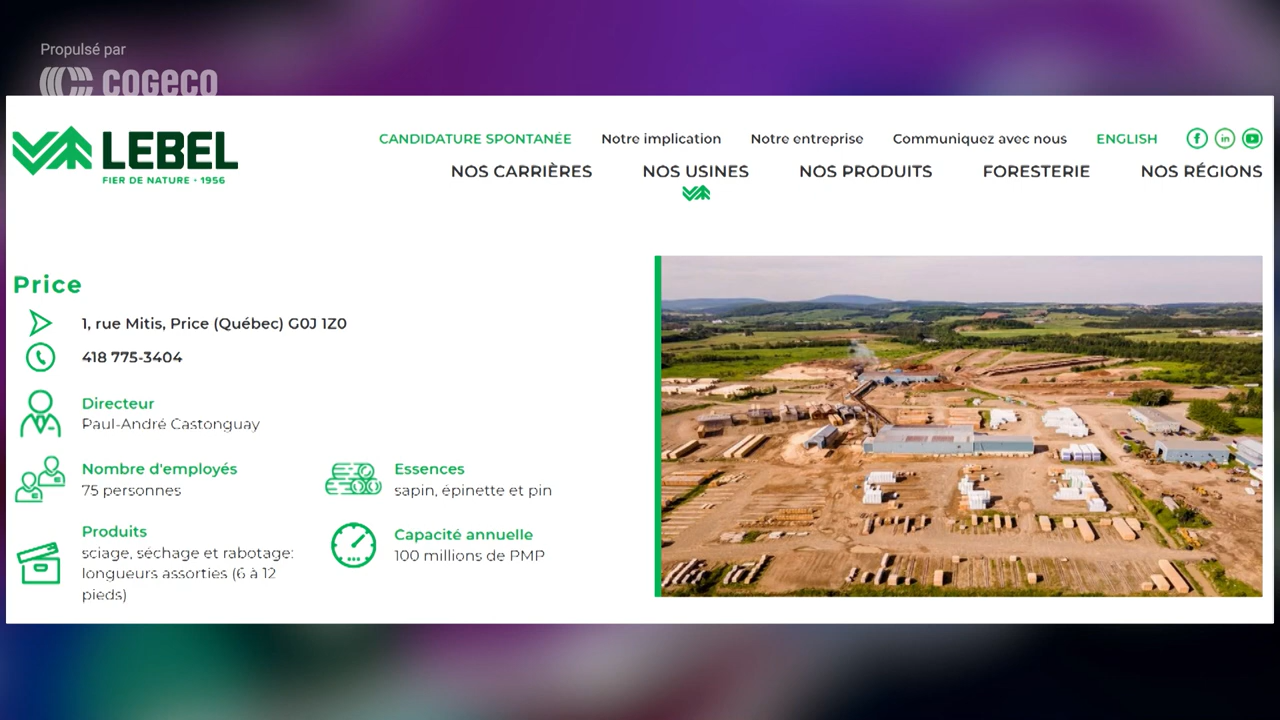 Propulsé par
COGECO
LEBEL
FIER DE NATURE - 1956
CANDIDATURE SPONTANÉE
Notre implication
Notre entreprise
Communiquez avec nous
ENGLISH
NOS CARRIÈRES
NOS USINES
NOS PRODUITS
FORESTERIE
NOS RÉGIONS
Price
1, rue Mitis, Price (Québec) G0J 1Z0
418 775-3404
Directeur
Paul-André Castonguay
Nombre d'employés
75 personnes
Essences
sapin, épinette et pin
Produits
sciage, séchage et rabotage:
longueurs assorties (6 à 12
pieds)
Capacité annuelle
100 millions de PMP